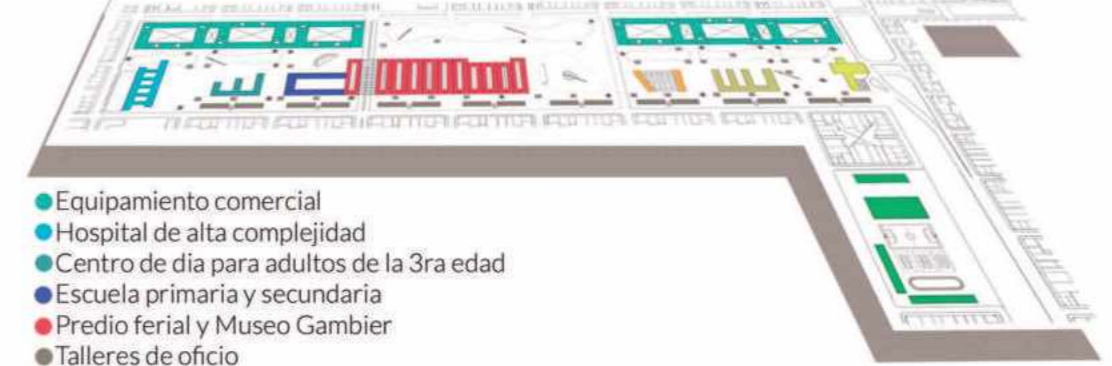 Equipamiento comercial
Hospital de alta complejidad
Centro de dia para adultos de la 3ra edad
Escuela primaria y secundaria
Predio ferial y Museo Gambier
Talleres de oficio